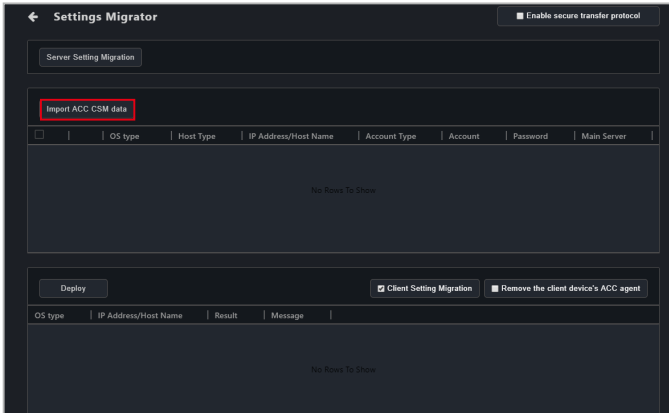 Settings Migrator
Enable secure transfer protocol
Server Setting Migration
Import ACC CSM data
OS type Host Type IP Address/Host Name Account Type Account Password Main Server
No Rows To Show
Deploy
Client Setting Migration
Remove the client device's ACC agent
OS type IP Address/Host Name Result Message
No Rows To Show